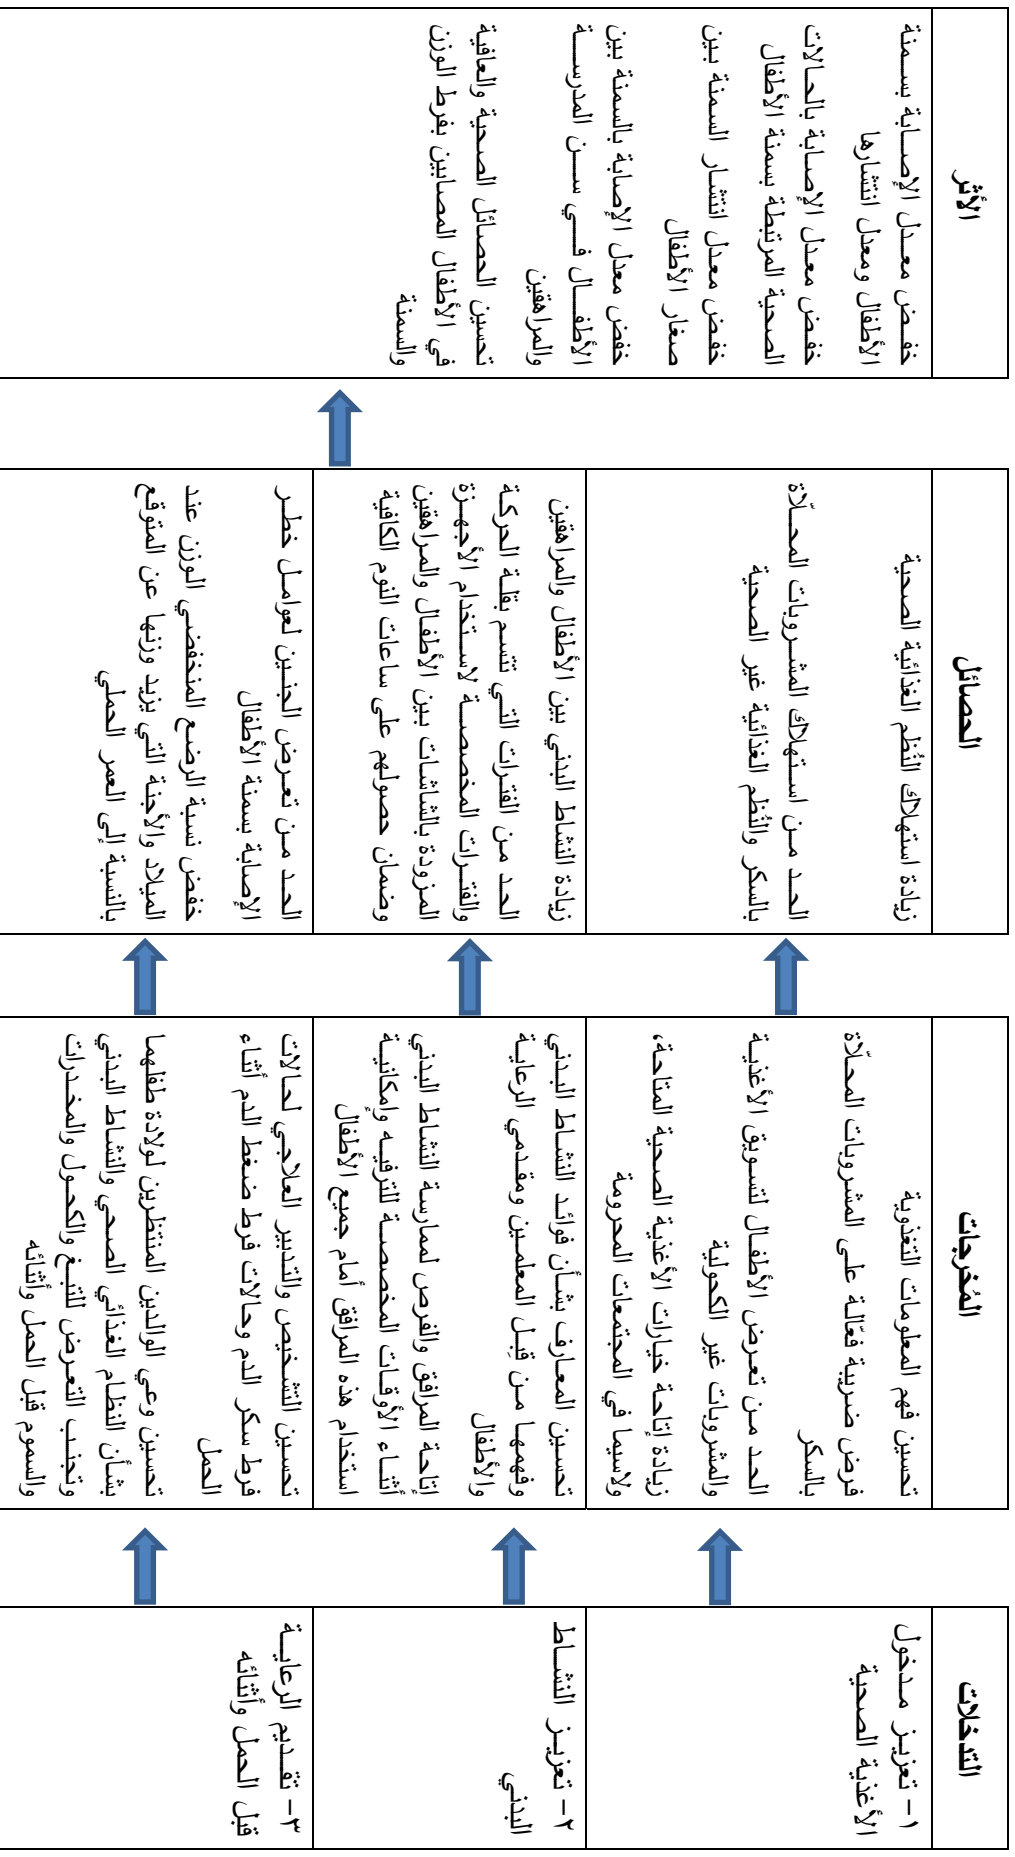 التدخلات
١- تعزيز مدخول
الأغذية الصحية
٢- تعزيز النشاط
البدني
٣- تقديم الرعاية
قبل الحمل وأثنائه
المُخرجات
تحسين فهم المعلومات التغذوية
فرض ضريبة فعّالة على المشروبات المحلّاة
بالسكر
الحد من تعرض الأطفال لتسويق الأغذية
والمشروبات غير الكحولية
زيادة إتاحة خيارات الأغذية الصحية المتاحة،
ولاسيما في المجتمعات المحرومة
تحسين المعارف بشأن فوائد النشاط البدني
وفهمها من قِبل المعلمين ومقدمي الرعاية
والأطفال
إتاحة المرافق والفرص لممارسة النشاط البدني
أثناء الأوقات المخصصة للترفيه وإمكانية
استخدام هذه المرافق أمام جميع الأطفال
تحسين التشخيص والتدبير العلاجي لحالات
فرط سكر الدم وحالات فرط ضغط الدم أثناء
الحمل
تحسين وعي الوالدين المنتظرين لولادة طفلهما
بشأن النظام الغذائي الصحي والنشاط البدني
وتجنب التعرض للتبغ والكحول والمخدرات
والسموم قبل الحمل وأثنائه
الحصائل
زيادة استهلاك النُظم الغذائية الصحية
الحد من استهلاك المشروبات المحلّاة
بالسكر والنُظم الغذائية غير الصحية
زيادة النشاط البدني بين الأطفال والمراهقين
الحد من الفترات التي تتسم بقلة الحركة
والفترات المخصصة لاستخدام الأجهزة
المزودة بالشاشات بين الأطفال والمراهقين
وضمان حصولهم على ساعات النوم الكافية
الحد من تعرض الجنين لعوامل خطر
الإصابة بسمنة الأطفال
خفض نسبة الرضع المنخفضي الوزن عند
الميلاد والأجنة التي يزيد وزنها عن المتوقع
بالنسبة إلى العمر الحملي
الأثر
خفض معدل الإصابة بسمنة
الأطفال ومعدل انتشارها
خفض معدل الإصابة بالحالات
الصحية المرتبطة بسمنة الأطفال
خفض معدل انتشار السمنة بين
صغار الأطفال
خفض معدل الإصابة بالسمنة بين
الأطفال في سن المدرسة
والمراهقين
تحسين الحصائل الصحية والعافية
في الأطفال المصابين بفرط الوزن
والسمنة